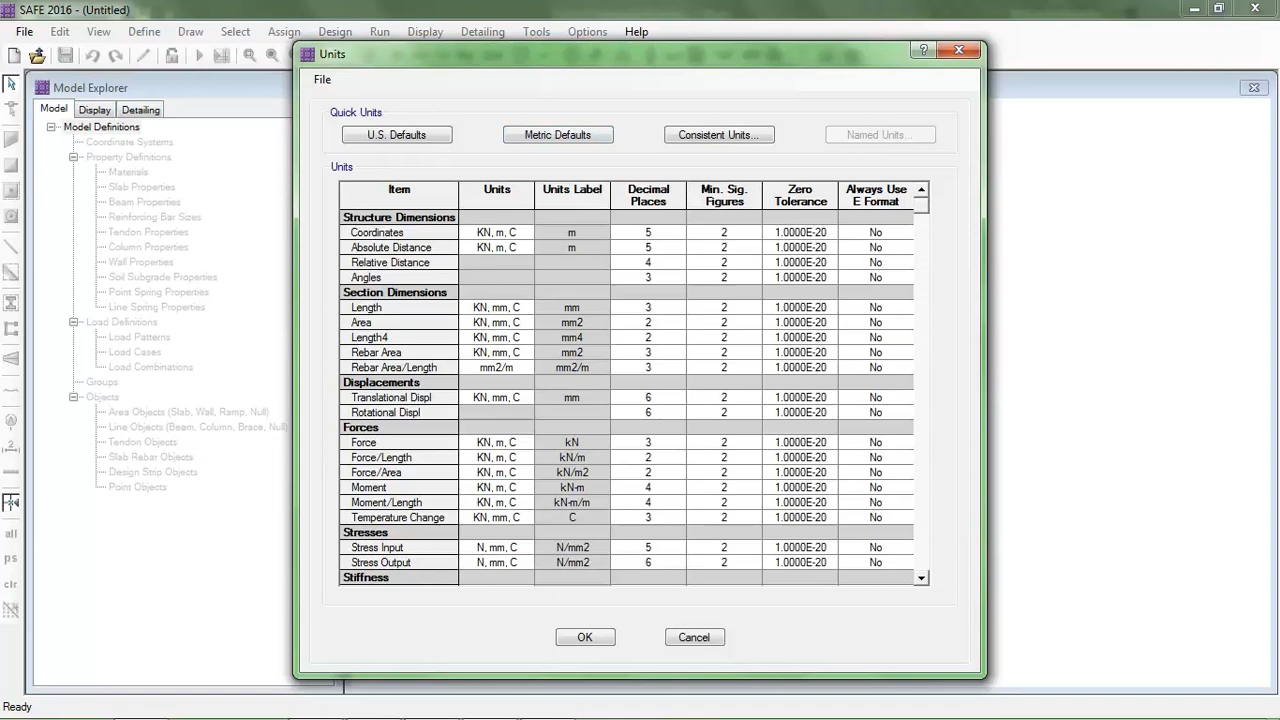 SAFE 2016 - (Untitled)
File Edit View Define Draw Select Assign Design Run Display Detailing Tools Options Help
Model Explorer
Model Display Detailing
Model Definitions
Coordinate Systems
Property Definitions
Materials
Slab Properties
Beam Properties
Reinforcing Bar Sizes
Tendon Properties
Column Properties
Wall Properties
Soil Subgrade Properties
Point Spring Properties
Line Spring Properties
Load Definitions
Load Patterns
Load Cases
Load Combinations
Groups
Objects
Area Objects (Slab, Wall, Ramp, Null)
Line Objects (Beam, Column, Brace, Null)
Tendon Objects
Slab Rebar Objects
Design Strip Objects
Point Objects
all
ps
clr
Units
File
Quick Units
U.S. Defaults Metric Defaults Consistent Units... Named Units...
Units
Item Units Units Label Decimal Places Min. Sig. Figures Zero Tolerance Always Use E Format
Structure Dimensions
Coordinates KN, m, C m 5 2 1.0000E-20 No
Absolute Distance KN, m, C m 5 2 1.0000E-20 No
Relative Distance 4 2 1.0000E-20 No
Angles 3 2 1.0000E-20 No
Section Dimensions
Length KN, mm, C mm 3 2 1.0000E-20 No
Area KN, mm, C mm2 2 2 1.0000E-20 No
Length4 KN, mm, C mm4 2 2 1.0000E-20 No
Rebar Area KN, mm, C mm2 3 2 1.0000E-20 No
Rebar Area/Length mm2/m mm2/m 3 2 1.0000E-20 No
Displacements
Translational Displ KN, mm, C mm 6 2 1.0000E-20 No
Rotational Displ 6 2 1.0000E-20 No
Forces
Force KN, m, C kN 3 2 1.0000E-20 No
Force/Length KN, m, C kN/m 2 2 1.0000E-20 No
Force/Area KN, m, C kN/m2 2 2 1.0000E-20 No
Moment KN, m, C kN-m 4 2 1.0000E-20 No
Moment/Length KN, m, C kN-m/m 4 2 1.0000E-20 No
Temperature Change KN, mm, C C 3 2 1.0000E-20 No
Stresses
Stress Input N, mm, C N/mm2 5 2 1.0000E-20 No
Stress Output N, mm, C N/mm2 6 2 1.0000E-20 No
Stiffness
OK Cancel
Ready